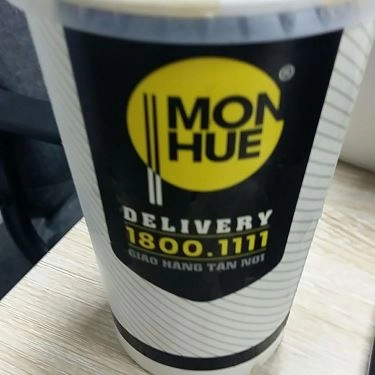 MON
HUE
®
DELIVERY
1800.1111
GIAO HANG TAN NOI